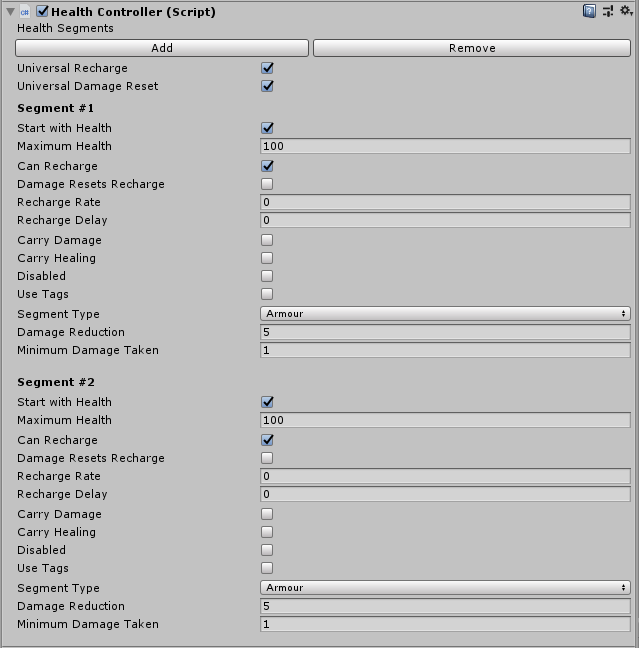 Health Controller (Script)
Health Segments
Add Remove
Universal Recharge
Universal Damage Reset
Segment #1
Start with Health
Maximum Health 100
Can Recharge
Damage Resets Recharge
Recharge Rate 0
Recharge Delay 0
Carry Damage
Carry Healing
Disabled
Use Tags
Segment Type Armour
Damage Reduction 5
Minimum Damage Taken 1
Segment #2
Start with Health
Maximum Health 100
Can Recharge
Damage Resets Recharge
Recharge Rate 0
Recharge Delay 0
Carry Damage
Carry Healing
Disabled
Use Tags
Segment Type Armour
Damage Reduction 5
Minimum Damage Taken 1